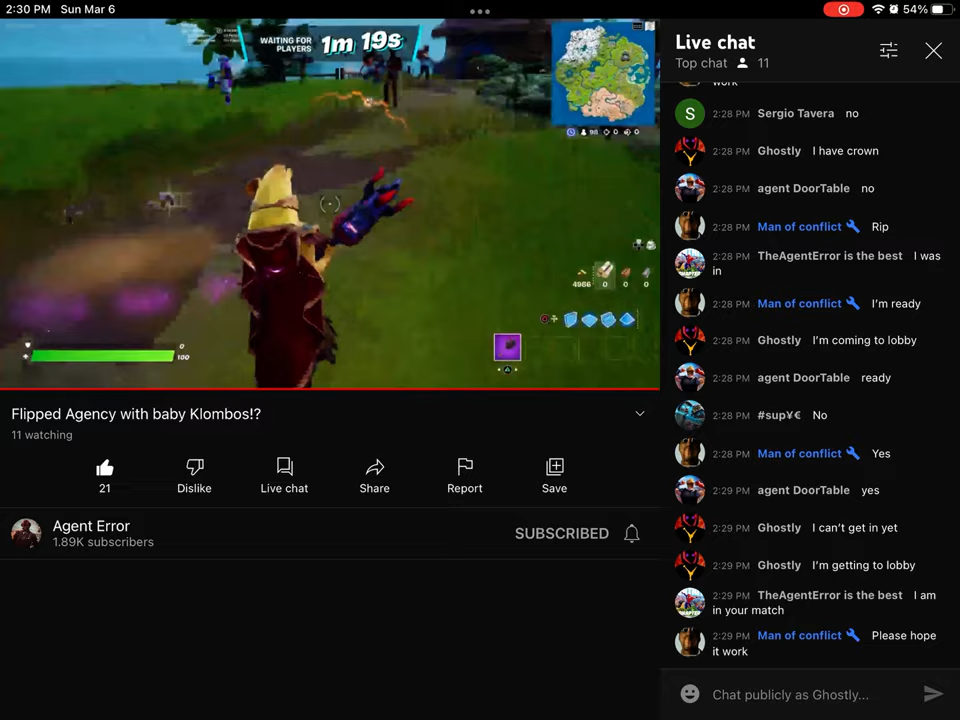 2:30 PM Sun Mar 6
54%
WAITING FOR
PLAYERS
1m 19s
0
100
4986 0 0 0
Flipped Agency with baby Klombos!?
11 watching
21
Dislike
Live chat
Share
Report
Save
Agent Error
1.89K subscribers
SUBSCRIBED
Live chat
Top chat 11
work
S
2:28 PM Sergio Tavera no
2:28 PM Ghostly I have crown
2:28 PM agent DoorTable no
2:28 PM Man of conflict Rip
2:28 PM TheAgentError is the best I was
in
2:28 PM Man of conflict I'm ready
2:28 PM Ghostly I'm coming to lobby
2:28 PM agent DoorTable ready
2:28 PM #sup¥€ No
2:28 PM Man of conflict Yes
2:29 PM agent DoorTable yes
2:29 PM Ghostly I can't get in yet
2:29 PM Ghostly I'm getting to lobby
2:29 PM TheAgentError is the best I am
in your match
2:29 PM Man of conflict Please hope
it work
Chat publicly as Ghostly...